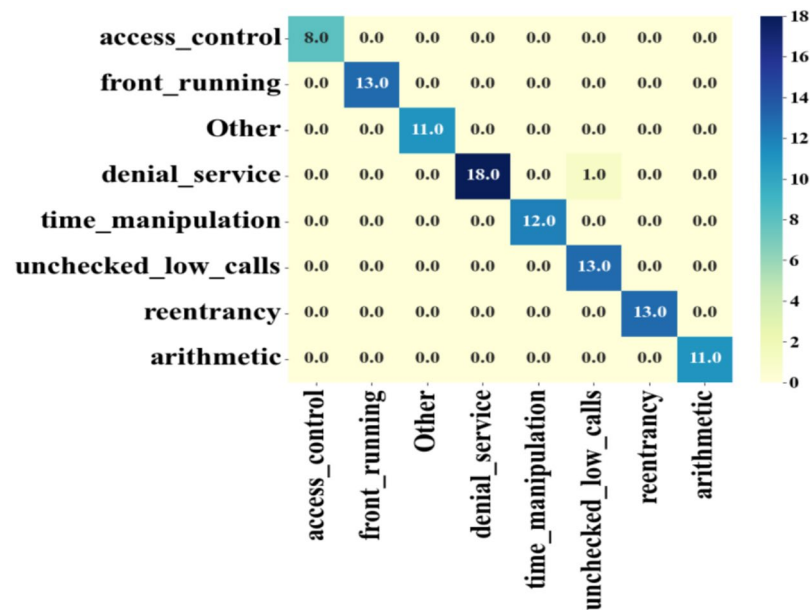 access_control 8.0 0.0 0.0 0.0 0.0 0.0 0.0 0.0
front_running 0.0 13.0 0.0 0.0 0.0 0.0 0.0 0.0
Other 0.0 0.0 11.0 0.0 0.0 0.0 0.0 0.0
denial_service 0.0 0.0 0.0 18.0 0.0 1.0 0.0 0.0
time_manipulation 0.0 0.0 0.0 0.0 12.0 0.0 0.0 0.0
unchecked_low_calls 0.0 0.0 0.0 0.0 0.0 13.0 0.0 0.0
reentrancy 0.0 0.0 0.0 0.0 0.0 0.0 13.0 0.0
arithmetic 0.0 0.0 0.0 0.0 0.0 0.0 0.0 11.0
access_control
front_running
Other
denial_service
time_manipulation
unchecked_low_calls
reentrancy
arithmetic
18
16
14
12
10
8
6
4
2
0